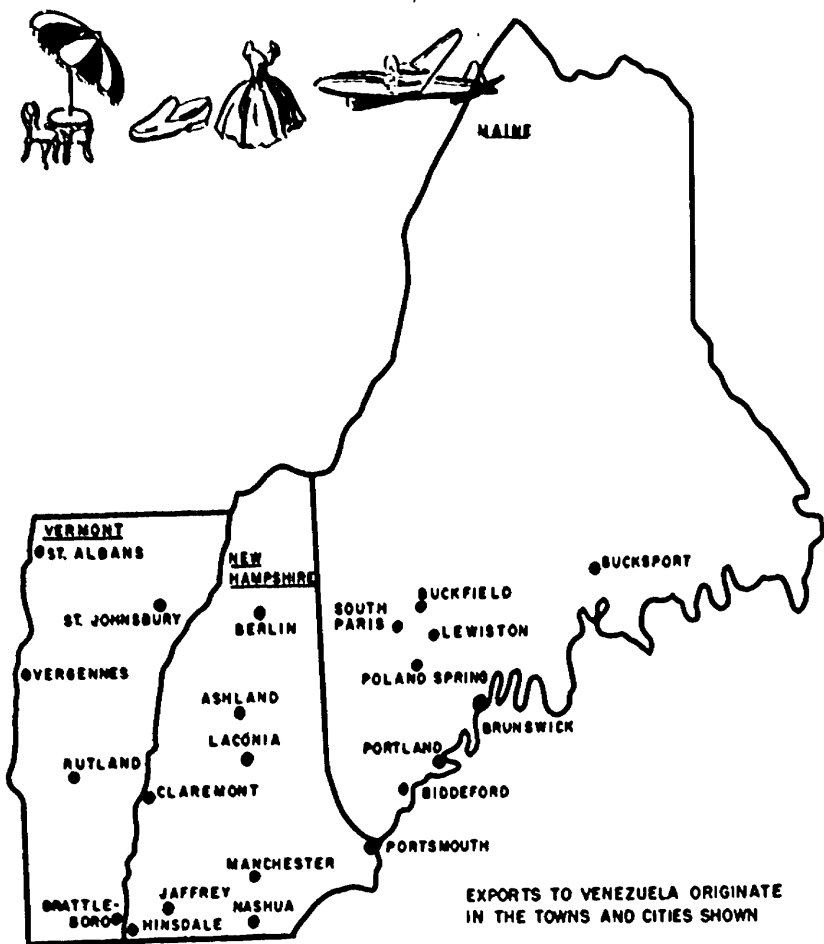 MAINE
VERMONT
ST. ALBANS
NEW
HAMPSHIRE
BUCKSPORT
ST. JOHNSBURY
BERLIN
BUCKFIELD
SOUTH
PARIS
LEWISTON
VERGENNES
POLAND SPRING
ASHLAND
BRUNSWICK
LACONIA
PORTLAND
RUTLAND
CLAREMONT
BIDDEFORD
PORTSMOUTH
MANCHESTER
JAFFREY
NASHUA
BRATTLE-
BORO
HINSDALE
EXPORTS TO VENEZUELA ORIGINATE
IN THE TOWNS AND CITIES SHOWN